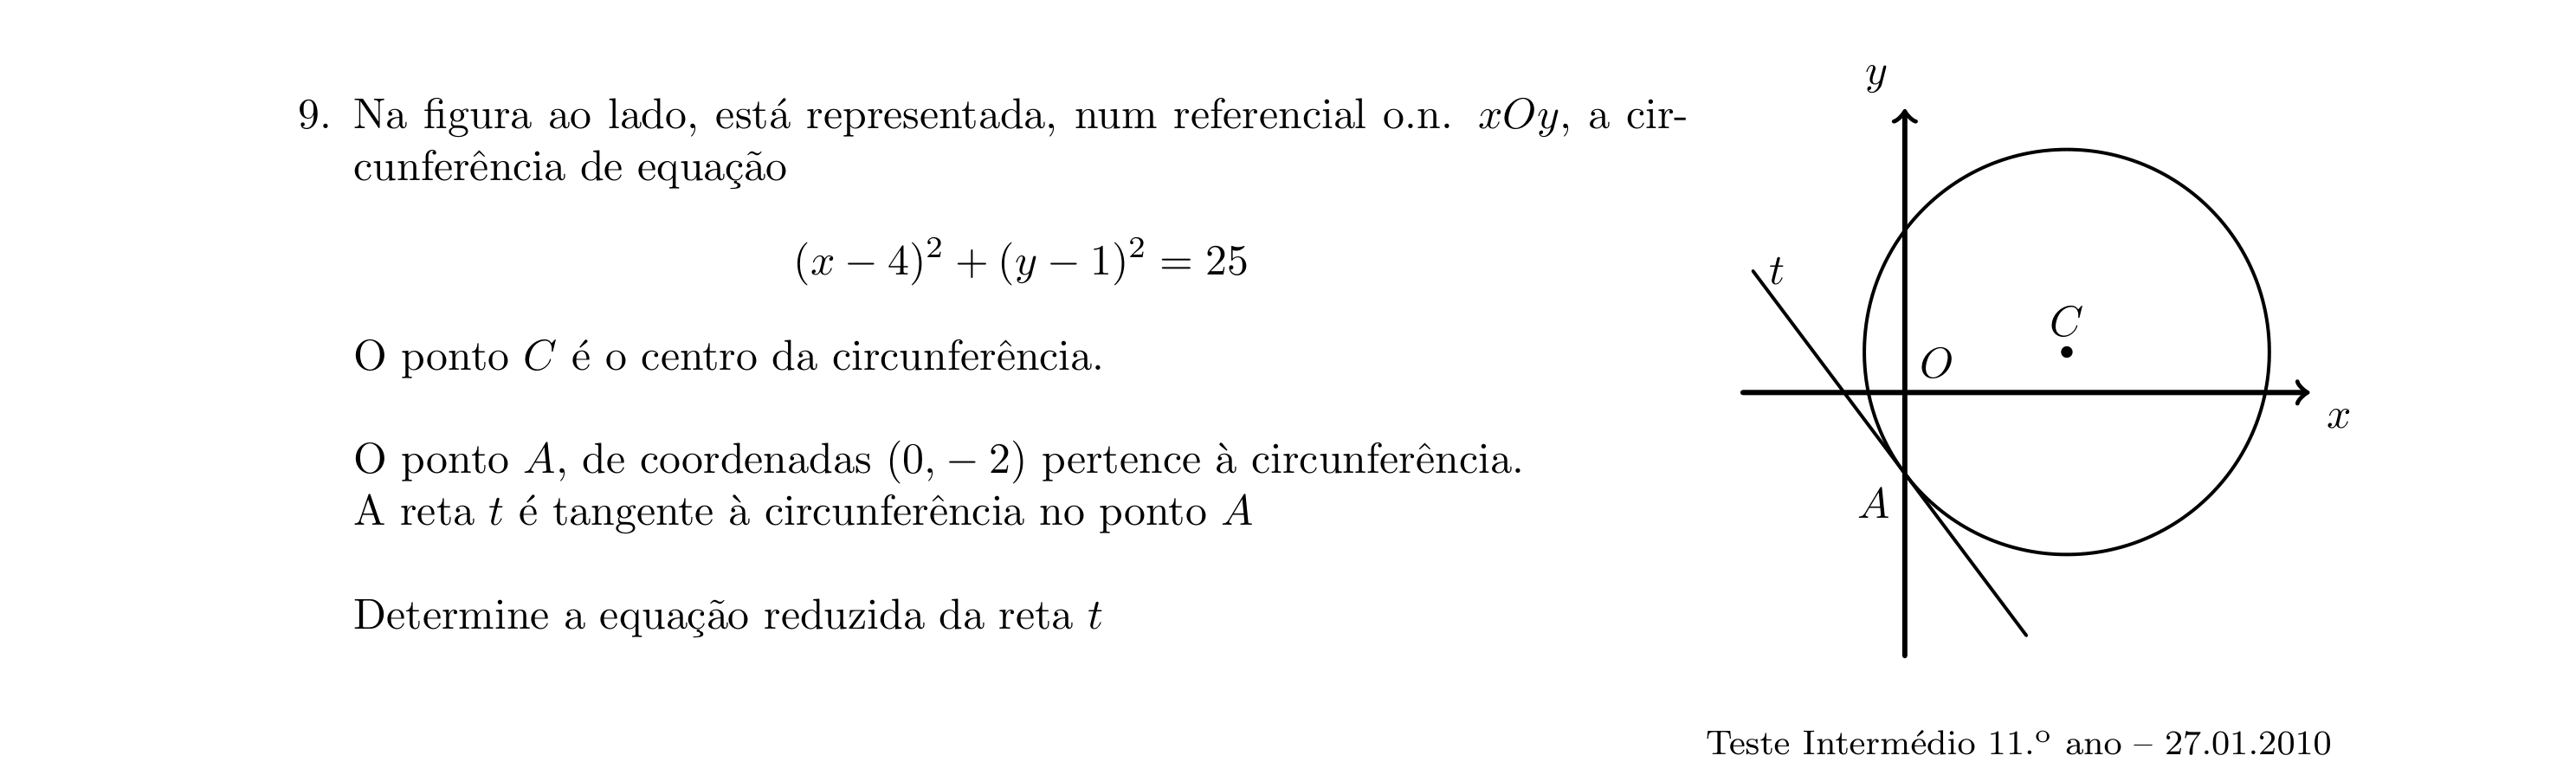 9. Na figura ao lado, está representada, num referencial o.n. xOy, a cir-
cunferência de equação
(x − 4)² + (y − 1)² = 25
O ponto C é o centro da circunferência.
O ponto A, de coordenadas (0, − 2) pertence à circunferência.
A reta t é tangente à circunferência no ponto A
Determine a equação reduzida da reta t
y
t
C
O
x
A
Teste Intermédio 11.º ano – 27.01.2010